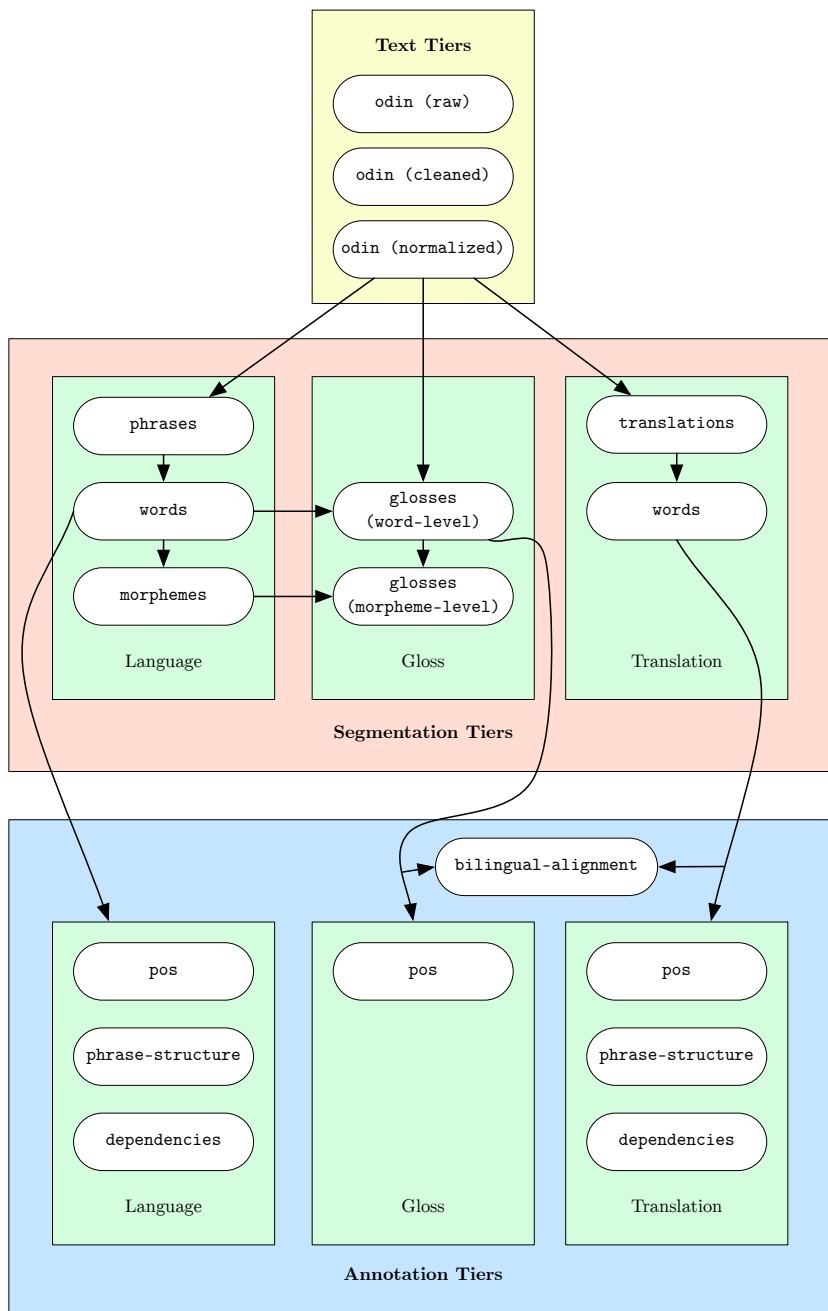 Text Tiers
odin (raw)
odin (cleaned)
odin (normalized)
phrases
words
morphemes
Language
glosses
(word-level)
glosses
(morpheme-level)
Gloss
translations
words
Translation
Segmentation Tiers
bilingual-alignment
pos
phrase-structure
dependencies
Language
pos
Gloss
pos
phrase-structure
dependencies
Translation
Annotation Tiers